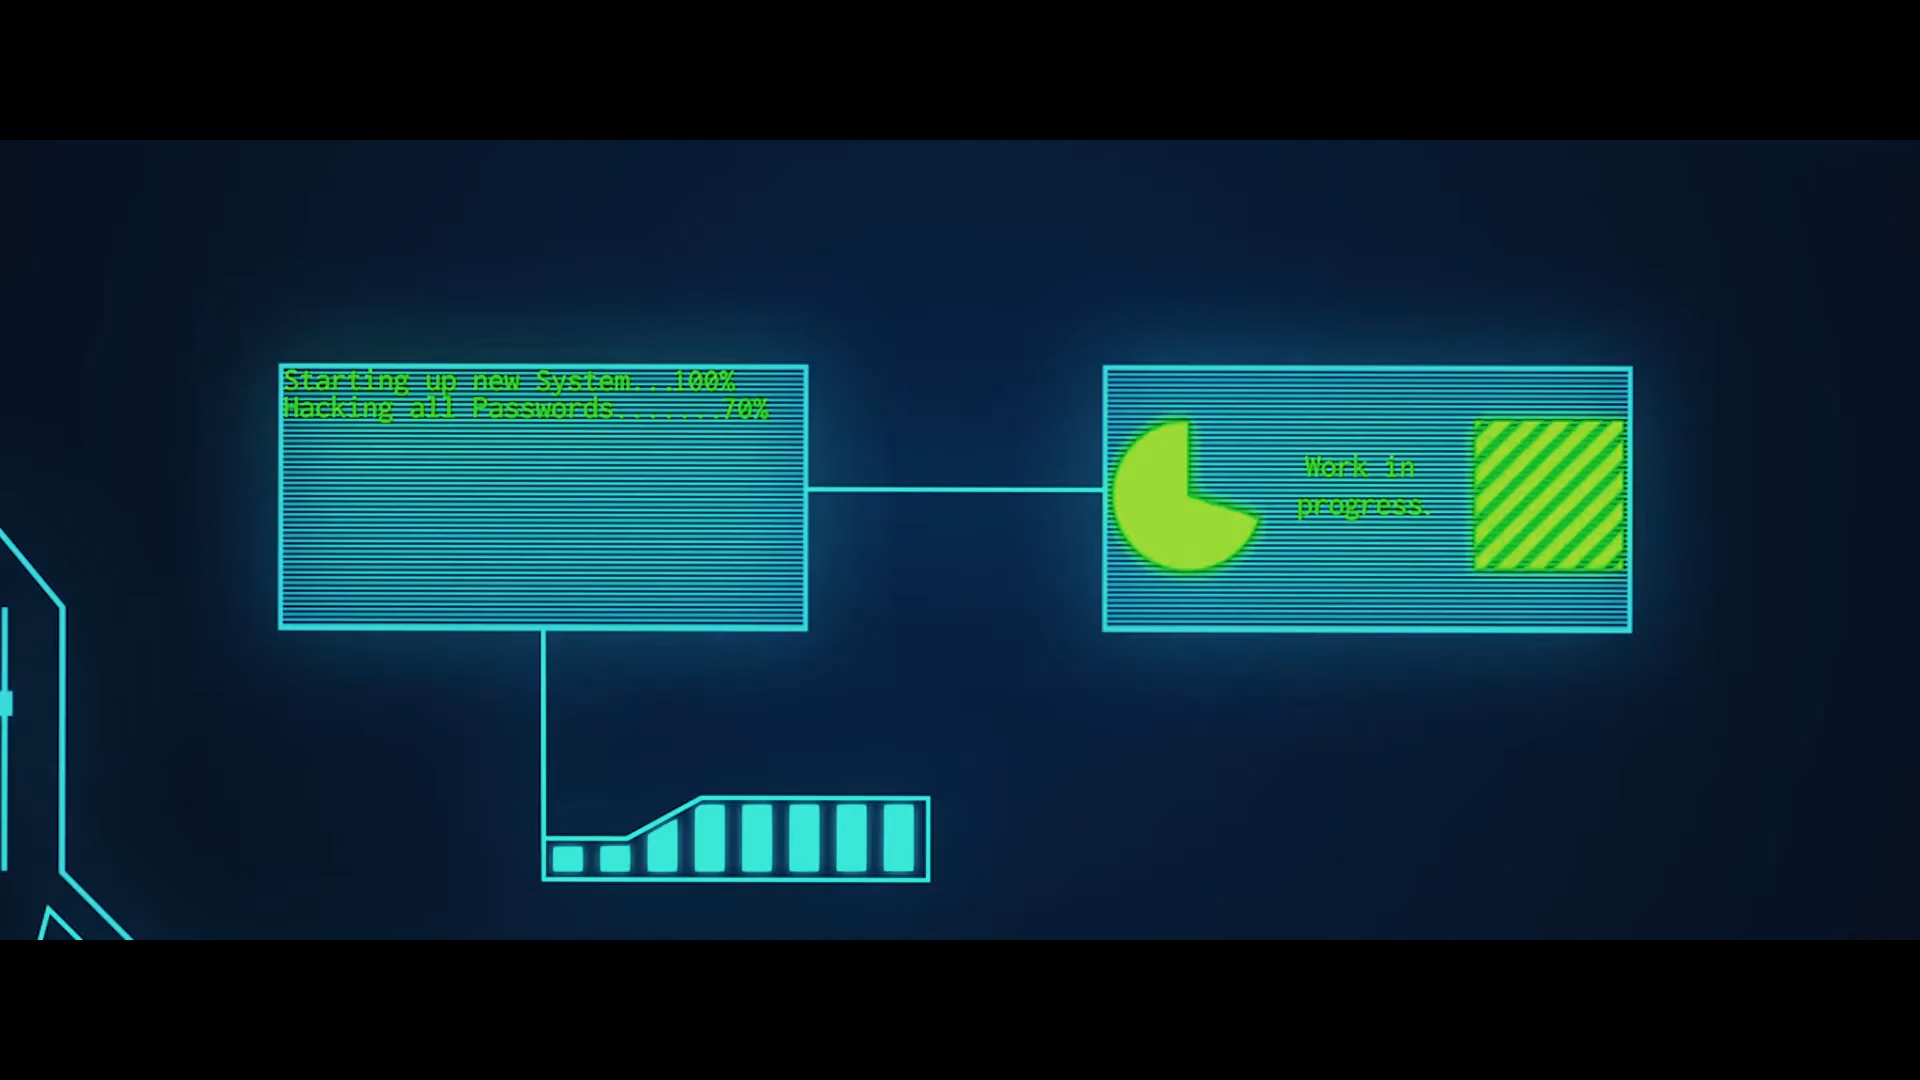 Starting up new System...100%
Hacking all Passwords.......70%
Work in
progress.